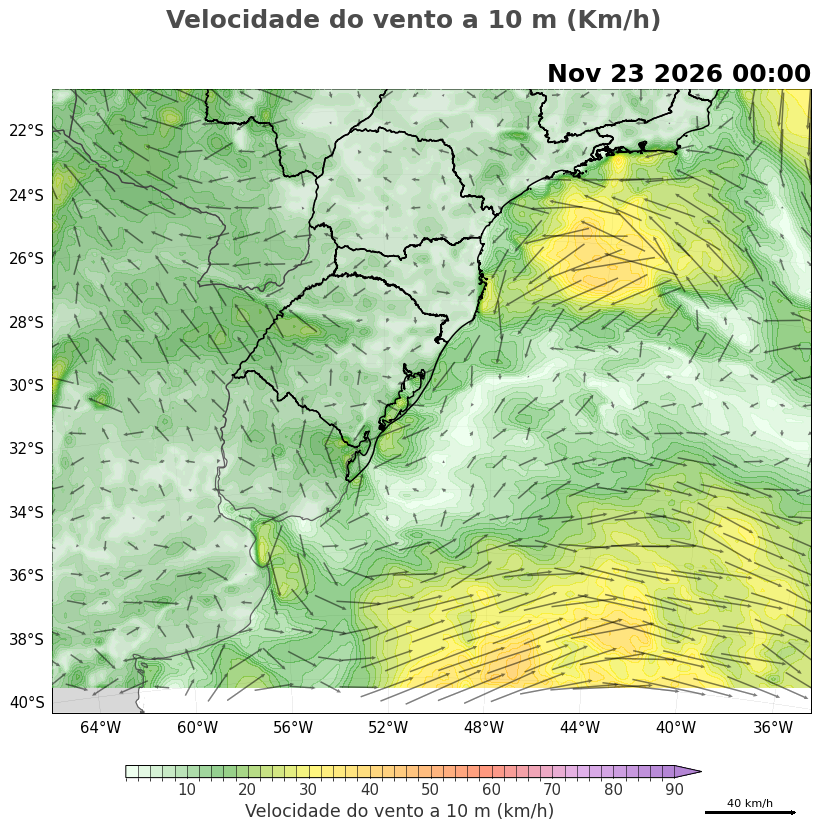 Velocidade do vento a 10 m (Km/h)
Nov 23 2026 00:00
22°S
24°S
26°S
28°S
30°S
32°S
34°S
36°S
38°S
40°S
64°W 60°W 56°W 52°W 48°W 44°W 40°W 36°W
10 20 30 40 50 60 70 80 90
Velocidade do vento a 10 m (km/h)
40 km/h